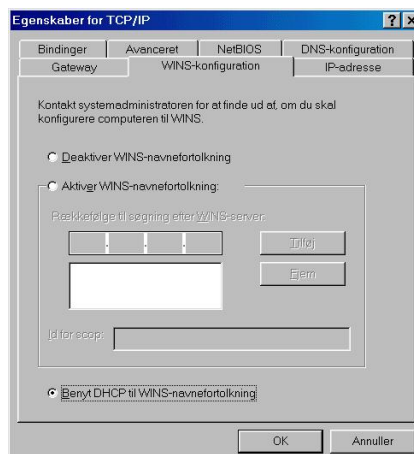 Egenskaber for TCP/IP
Bindinger Avanceret NetBIOS DNS-konfiguration
Gateway WINS-konfiguration IP-adresse
Kontakt systemadministratoren for at finde ud af, om du skal
konfigurere computeren til WINS.
Deaktiver WINS-navnefortolkning
Aktiver WINS-navnefortolkning:
Rækkefølge til søgning efter WINS-server:
Tilføj
Fjern
Id for scop:
Benyt DHCP til WINS-navnefortolkning
OK Annuller